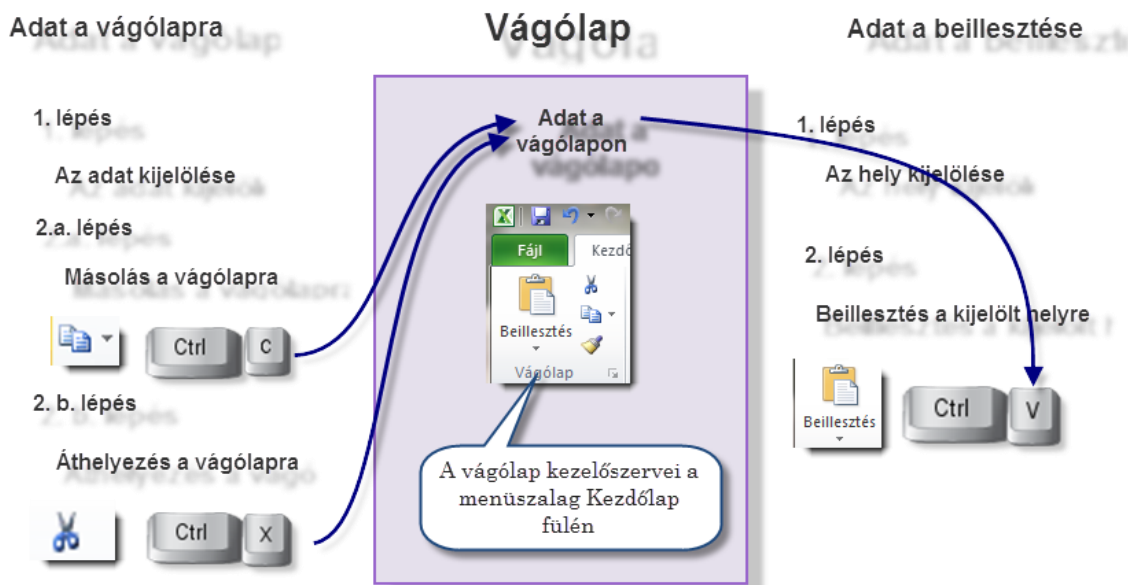 Adat a vágólapra
1. lépés
Az adat kijelölése
2.a. lépés
Másolás a vágólapra
Ctrl C
2. b. lépés
Áthelyezés a vágólapra
Ctrl X
Vágólap
Adat a
vágólapon
Fájl
Kezdő
Beillesztés
Vágólap
A vágólap kezelőszervei a
menüszalag Kezdőlap
fülén
Adat a beillesztése
1. lépés
Az hely kijelölése
2. lépés
Beillesztés a kijelölt helyre
Beillesztés
Ctrl V